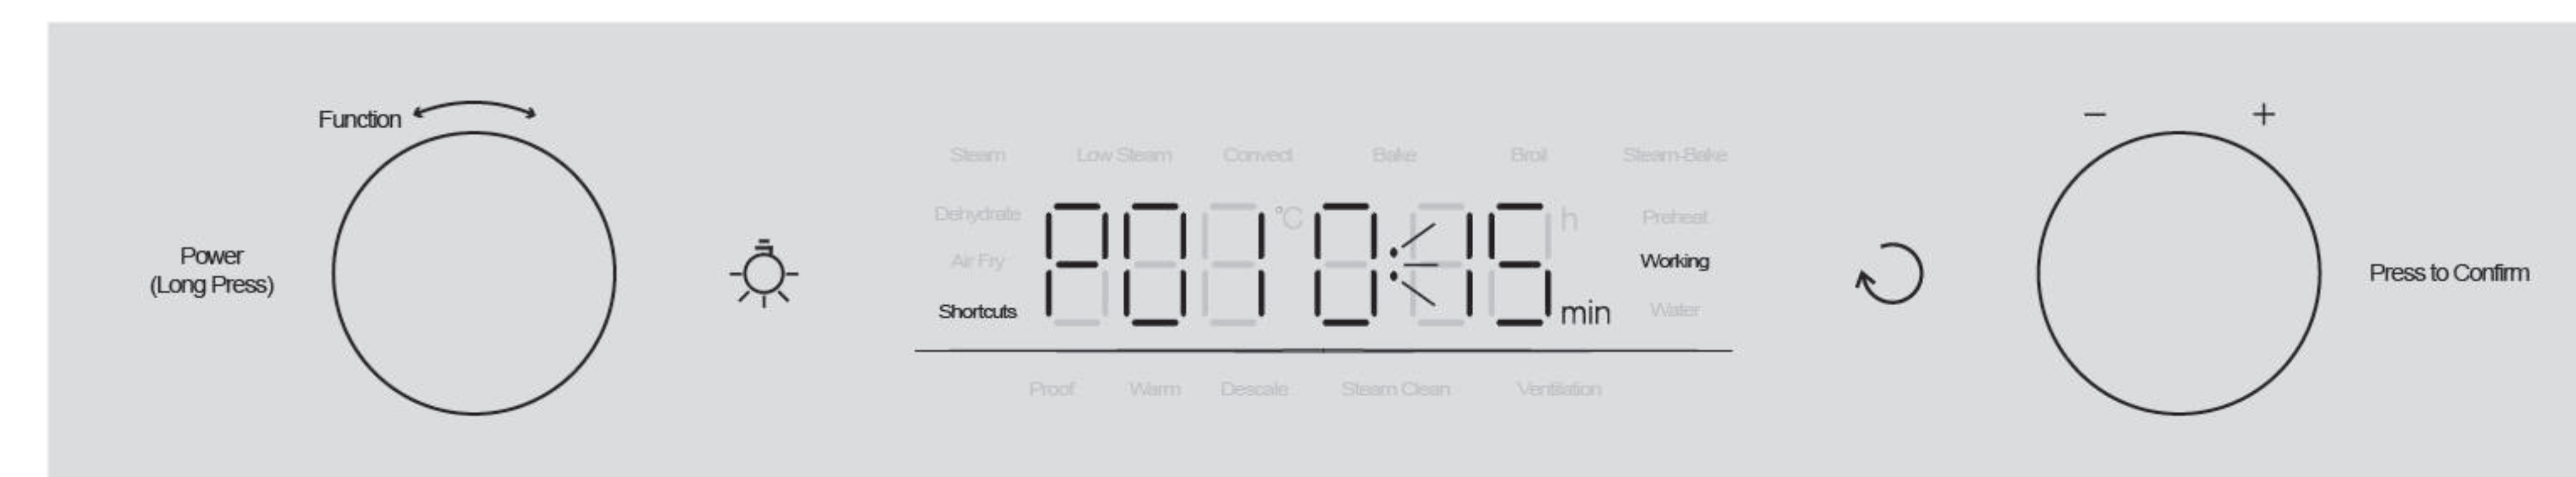 Function
Power
(Long Press)
Steam Low Steam Convect Bake Broil Steam-Bake
Dehydrate °C h Preheat
Air Fry P01 0:15 Working
Shortcuts min Water
Proof Warm Descale Steam Clean Ventilation
− +
Press to Confirm